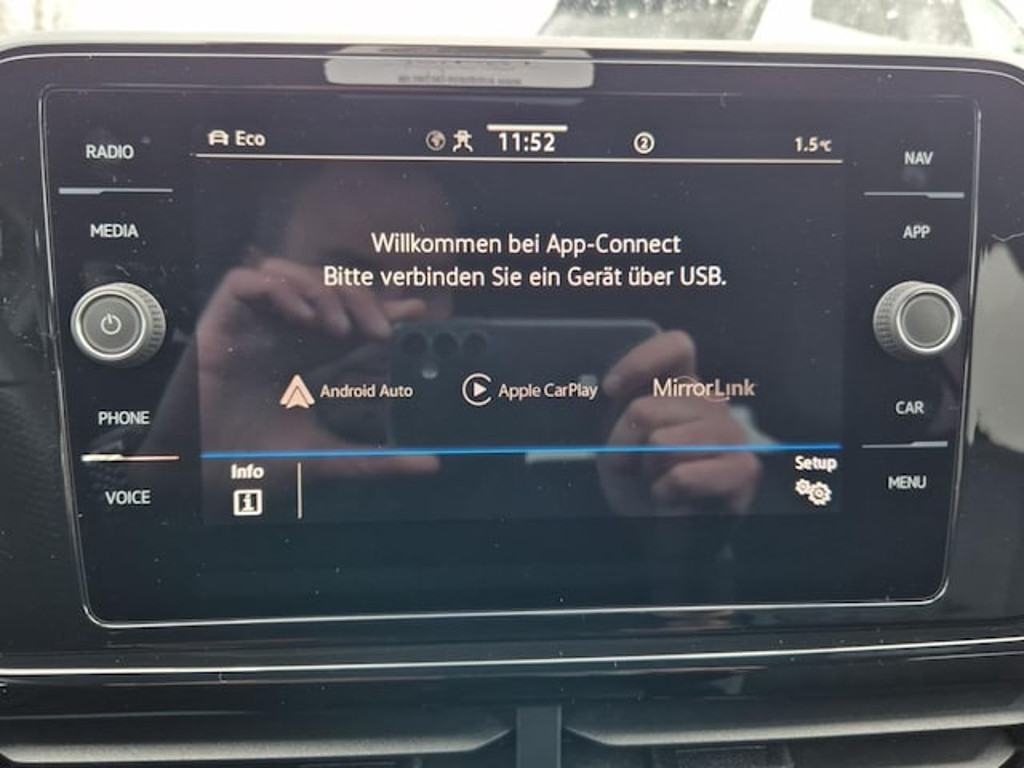 RADIO
MEDIA
PHONE
VOICE
Eco
11:52
2
1.5°C
Willkommen bei App-Connect
Bitte verbinden Sie ein Gerät über USB.
Android Auto
Apple CarPlay
MirrorLink
Info
i
Setup
NAV
APP
CAR
MENU